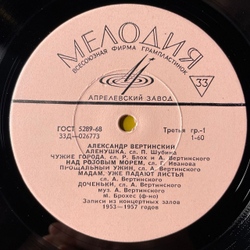 МЕЛОДИЯ
ВСЕСОЮЗНАЯ ФИРМА ГРАМПЛАСТИНОК
33
АПРЕЛЕВСКИЙ ЗАВОД
ГОСТ 5289-68
33Д—026773
Третья гр.-1
1-60
АЛЕКСАНДР ВЕРТИНСКИЙ
АЛЕНУШКА, сл. П. Шубина
ЧУЖИЕ ГОРОДА, сл. Р. Блох и А. Вертинского
НАД РОЗОВЫМ МОРЕМ, сл. Г. Иванова
ПРОЩАЛЬНЫЙ УЖИН, сл. А. Вертинского
МАДАМ, УЖЕ ПАДАЮТ ЛИСТЬЯ
сл. А. Вертинского
ДОЧЕНЬКИ, сл. А. Вертинского
муз. А. Вертинского
М. Брохес (ф-но)
Записи из концертных залов
1953—1957 годов